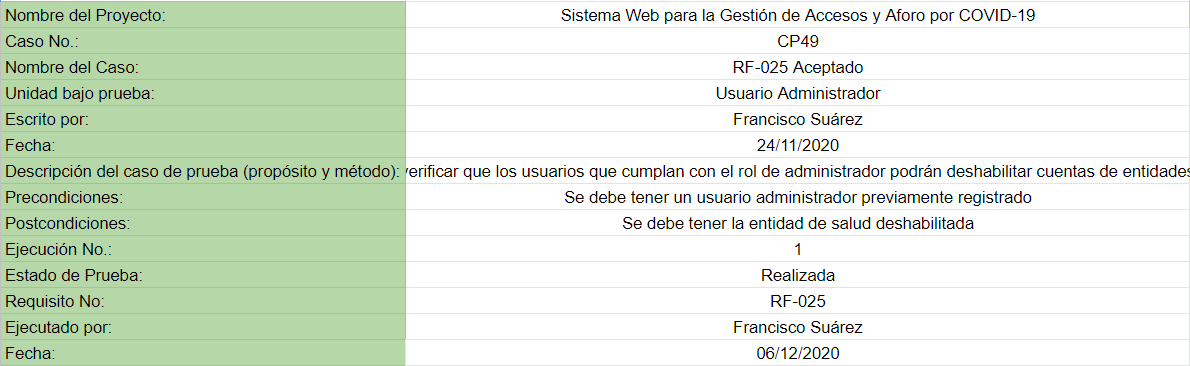 Nombre del Proyecto: Sistema Web para la Gestión de Accesos y Aforo por COVID-19
Caso No.: CP49
Nombre del Caso: RF-025 Aceptado
Unidad bajo prueba: Usuario Administrador
Escrito por: Francisco Suárez
Fecha: 24/11/2020
Descripción del caso de prueba (propósito y método): verificar que los usuarios que cumplan con el rol de administrador podrán deshabilitar cuentas de entidades
Precondiciones: Se debe tener un usuario administrador previamente registrado
Postcondiciones: Se debe tener la entidad de salud deshabilitada
Ejecución No.: 1
Estado de Prueba: Realizada
Requisito No: RF-025
Ejecutado por: Francisco Suárez
Fecha: 06/12/2020